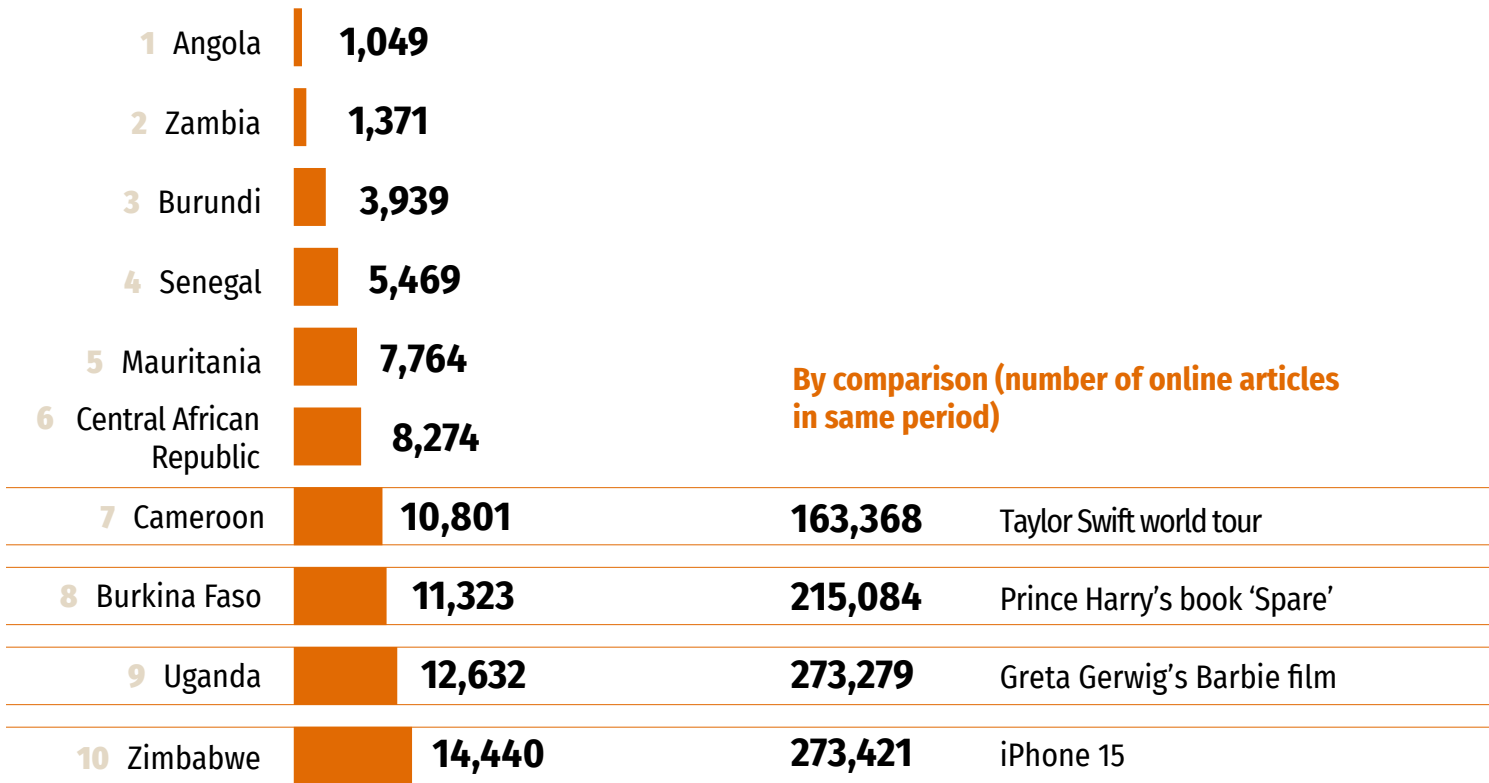 1 Angola 1,049
2 Zambia 1,371
3 Burundi 3,939
4 Senegal 5,469
5 Mauritania 7,764
6 Central African
Republic 8,274
By comparison (number of online articles
in same period)
7 Cameroon 10,801 163,368 Taylor Swift world tour
8 Burkina Faso 11,323 215,084 Prince Harry’s book ‘Spare’
9 Uganda 12,632 273,279 Greta Gerwig’s Barbie film
10 Zimbabwe 14,440 273,421 iPhone 15